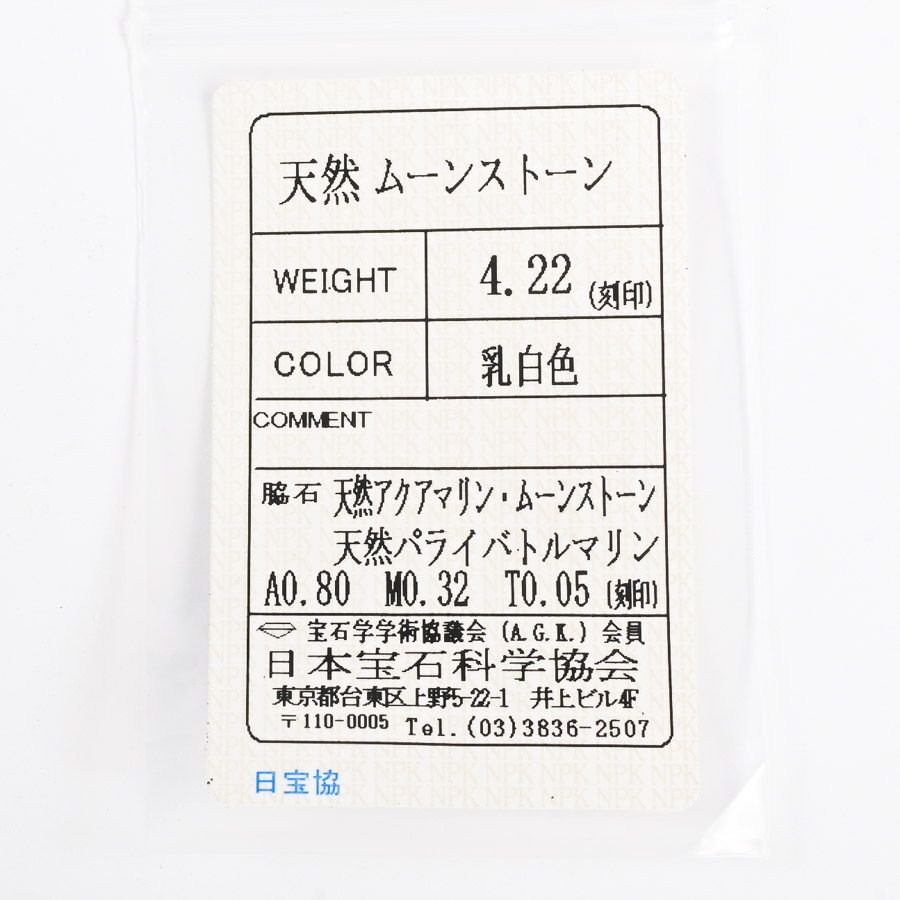 天然 ムーンストーン
WEIGHT 4.22 (刻印)
COLOR 乳白色
COMMENT
脇石 天然アクアマリン・ムーンストーン
天然パライバトルマリン
A0.80 M0.32 T0.05 (刻印)
宝石学学術協議会 (A.G.K.) 会員
日本宝石科学協会
東京都台東区上野5-22-1 井上ビル4F
〒110-0005 Tel.(03)3836-2507
日宝協